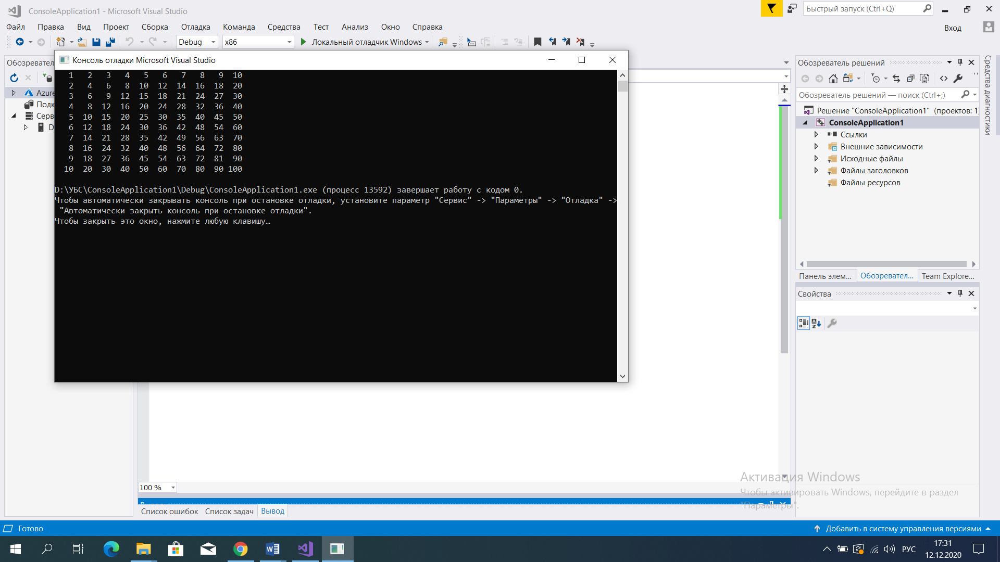 ConsoleApplication1 - Microsoft Visual Studio
Быстрый запуск (Ctrl+Q)
Файл Правка Вид Проект Сборка Отладка Команда Средства Тест Анализ Окно Справка
Вход
Debug x86 Локальный отладчик Windows
Обозревател
Azure
Подк
Серв
D
Консоль отладки Microsoft Visual Studio
1 2 3 4 5 6 7 8 9 10
2 4 6 8 10 12 14 16 18 20
3 6 9 12 15 18 21 24 27 30
4 8 12 16 20 24 28 32 36 40
5 10 15 20 25 30 35 40 45 50
6 12 18 24 30 36 42 48 54 60
7 14 21 28 35 42 49 56 63 70
8 16 24 32 40 48 56 64 72 80
9 18 27 36 45 54 63 72 81 90
10 20 30 40 50 60 70 80 90 100
D:\УБС\ConsoleApplication1\Debug\ConsoleApplication1.exe (процесс 13592) завершает работу с кодом 0.
Чтобы автоматически закрывать консоль при остановке отладки, установите параметр "Сервис" -> "Параметры" -> "Отладка" ->
"Автоматически закрыть консоль при остановке отладки".
Чтобы закрыть это окно, нажмите любую клавишу…
Обозреватель решений
Обозреватель решений — поиск (Ctrl+;)
Решение "ConsoleApplication1" (проектов: 1)
ConsoleApplication1
Ссылки
Внешние зависимости
Исходные файлы
Файлы заголовков
Файлы ресурсов
Панель элем... Обозревател... Team Explore...
Свойства
Средства диагностики
100 %
Вывод
Список ошибок Список задач Вывод
Активация Windows
Чтобы активировать Windows, перейдите в раздел
"Параметры".
Готово
Добавить в систему управления версиями
РУС
17:31
12.12.2020